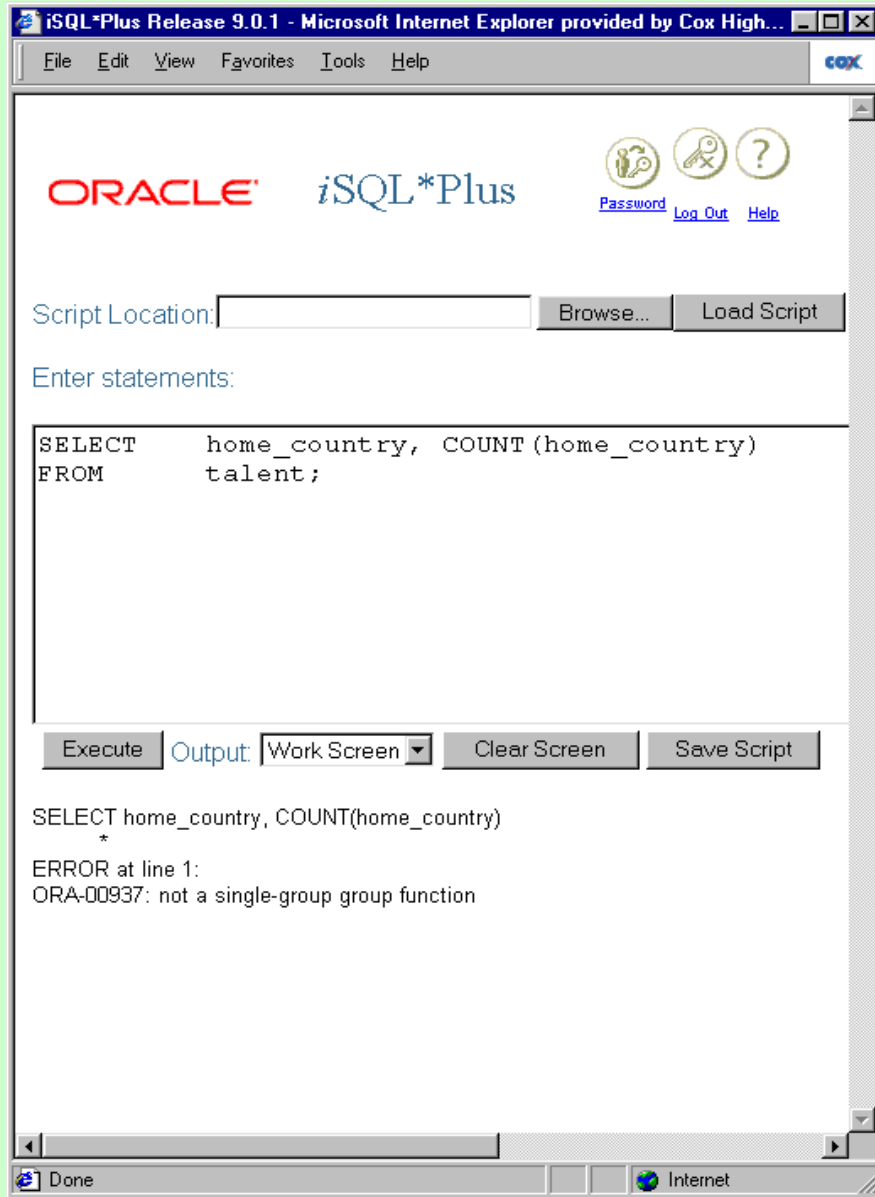 iSQL*Plus Release 9.0.1 - Microsoft Internet Explorer provided by Cox High...
File Edit View Favorites Tools Help
COX
ORACLE iSQL*Plus
Password Log Out Help
Script Location: Browse... Load Script
Enter statements:
SELECT home_country, COUNT(home_country)
FROM talent;
Execute Output: Work Screen Clear Screen Save Script
SELECT home_country, COUNT(home_country)
*
ERROR at line 1:
ORA-00937: not a single-group group function
Done Internet